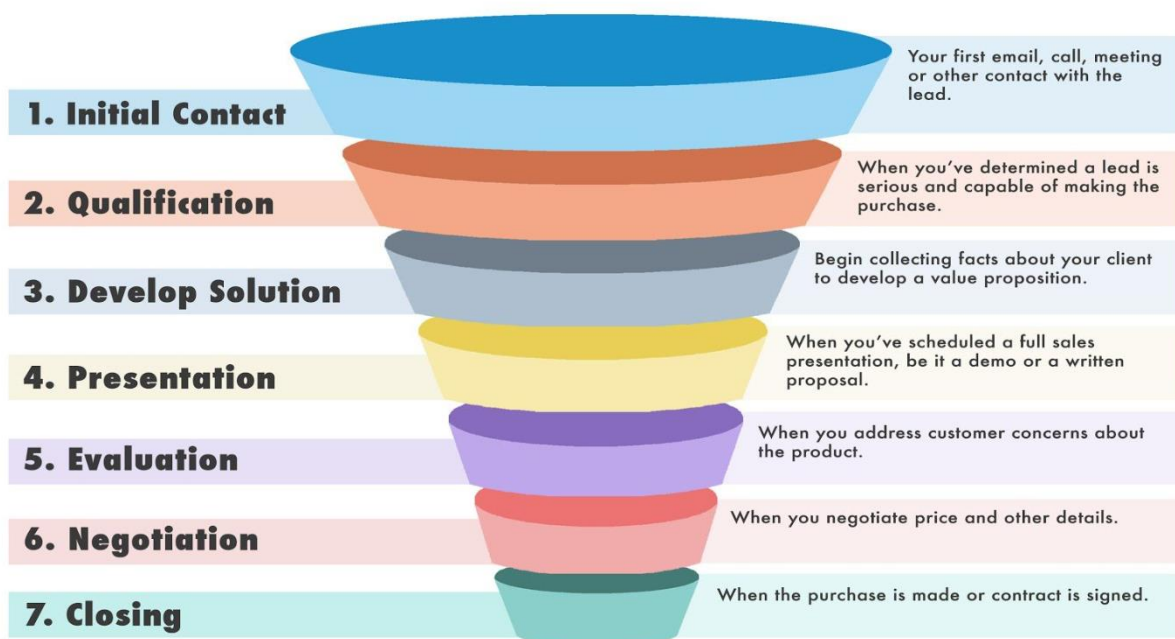 1. Initial Contact
Your first email, call, meeting
or other contact with the
lead.
2. Qualification
When you've determined a lead is
serious and capable of making the
purchase.
3. Develop Solution
Begin collecting facts about your client
to develop a value proposition.
4. Presentation
When you've scheduled a full sales
presentation, be it a demo or a written
proposal.
5. Evaluation
When you address customer concerns about
the product.
6. Negotiation
When you negotiate price and other details.
7. Closing
When the purchase is made or contract is signed.